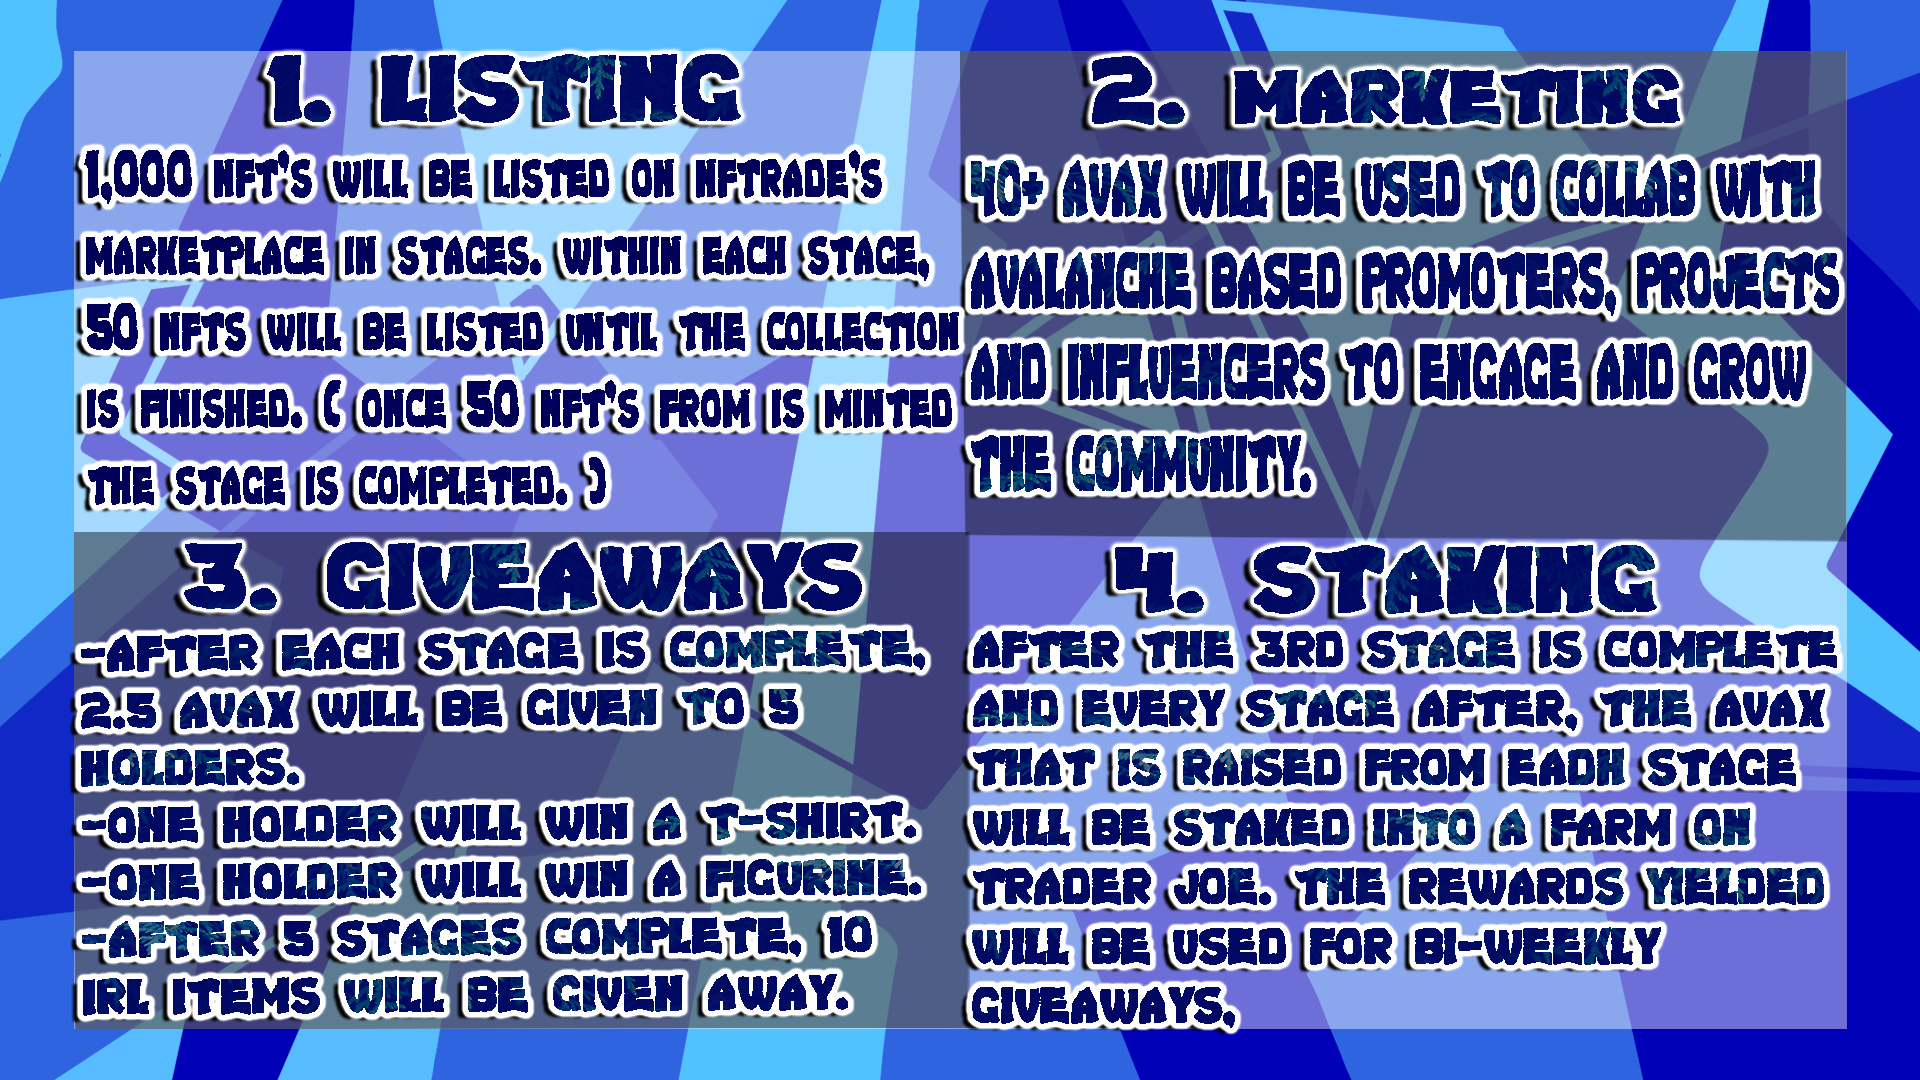 1. LISTING
1,000 NFT'S WILL BE LISTED ON NFTRADE'S
MARKETPLACE IN STAGES. WITHIN EACH STAGE,
50 NFTS WILL BE LISTED UNTIL THE COLLECTION
IS FINISHED. ( ONCE 50 NFT'S FROM IS MINTED
THE STAGE IS COMPLETED. )
2. MARKETING
40+ AVAX WILL BE USED TO COLLAB WITH
AVALANCHE BASED PROMOTERS, PROJECTS
AND INFLUENCERS TO ENGAGE AND GROW
THE COMMUNITY.
3. GIVEAWAYS
-AFTER EACH STAGE IS COMPLETE,
2.5 AVAX WILL BE GIVEN TO 5
HOLDERS.
-ONE HOLDER WILL WIN A T-SHIRT.
-ONE HOLDER WILL WIN A FIGURINE.
-AFTER 5 STAGES COMPLETE, 10
IRL ITEMS WILL BE GIVEN AWAY.
4. STAKING
AFTER THE 3RD STAGE IS COMPLETE
AND EVERY STAGE AFTER, THE AVAX
THAT IS RAISED FROM EADH STAGE
WILL BE STAKED INTO A FARM ON
TRADER JOE. THE REWARDS YIELDED
WILL BE USED FOR BI-WEEKLY
GIVEAWAYS,